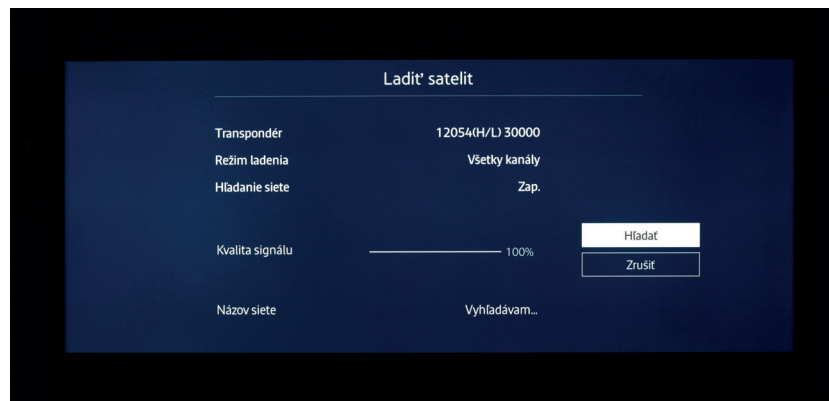 Ladiť satelit
Transpondér 12054(H/L) 30000
Režim ladenia Všetky kanály
Hľadanie siete Zap.
Hľadať
Kvalita signálu 100%
Zrušiť
Názov siete Vyhľadávam...